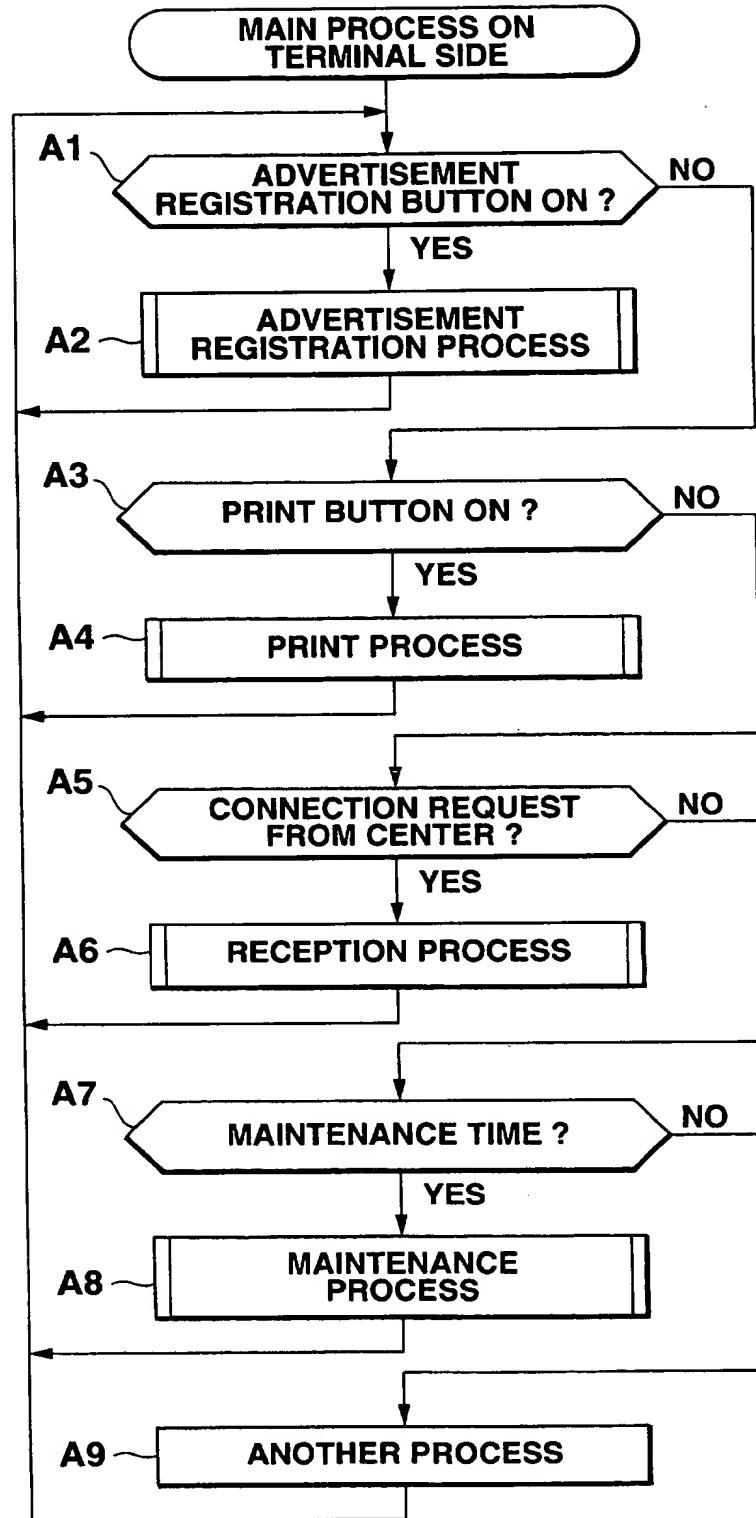 MAIN PROCESS ON
TERMINAL SIDE
A1
ADVERTISEMENT
REGISTRATION BUTTON ON ?
NO
YES
A2
ADVERTISEMENT
REGISTRATION PROCESS
A3
PRINT BUTTON ON ?
NO
YES
A4
PRINT PROCESS
A5
CONNECTION REQUEST
FROM CENTER ?
NO
YES
A6
RECEPTION PROCESS
A7
MAINTENANCE TIME ?
NO
YES
A8
MAINTENANCE
PROCESS
A9
ANOTHER PROCESS